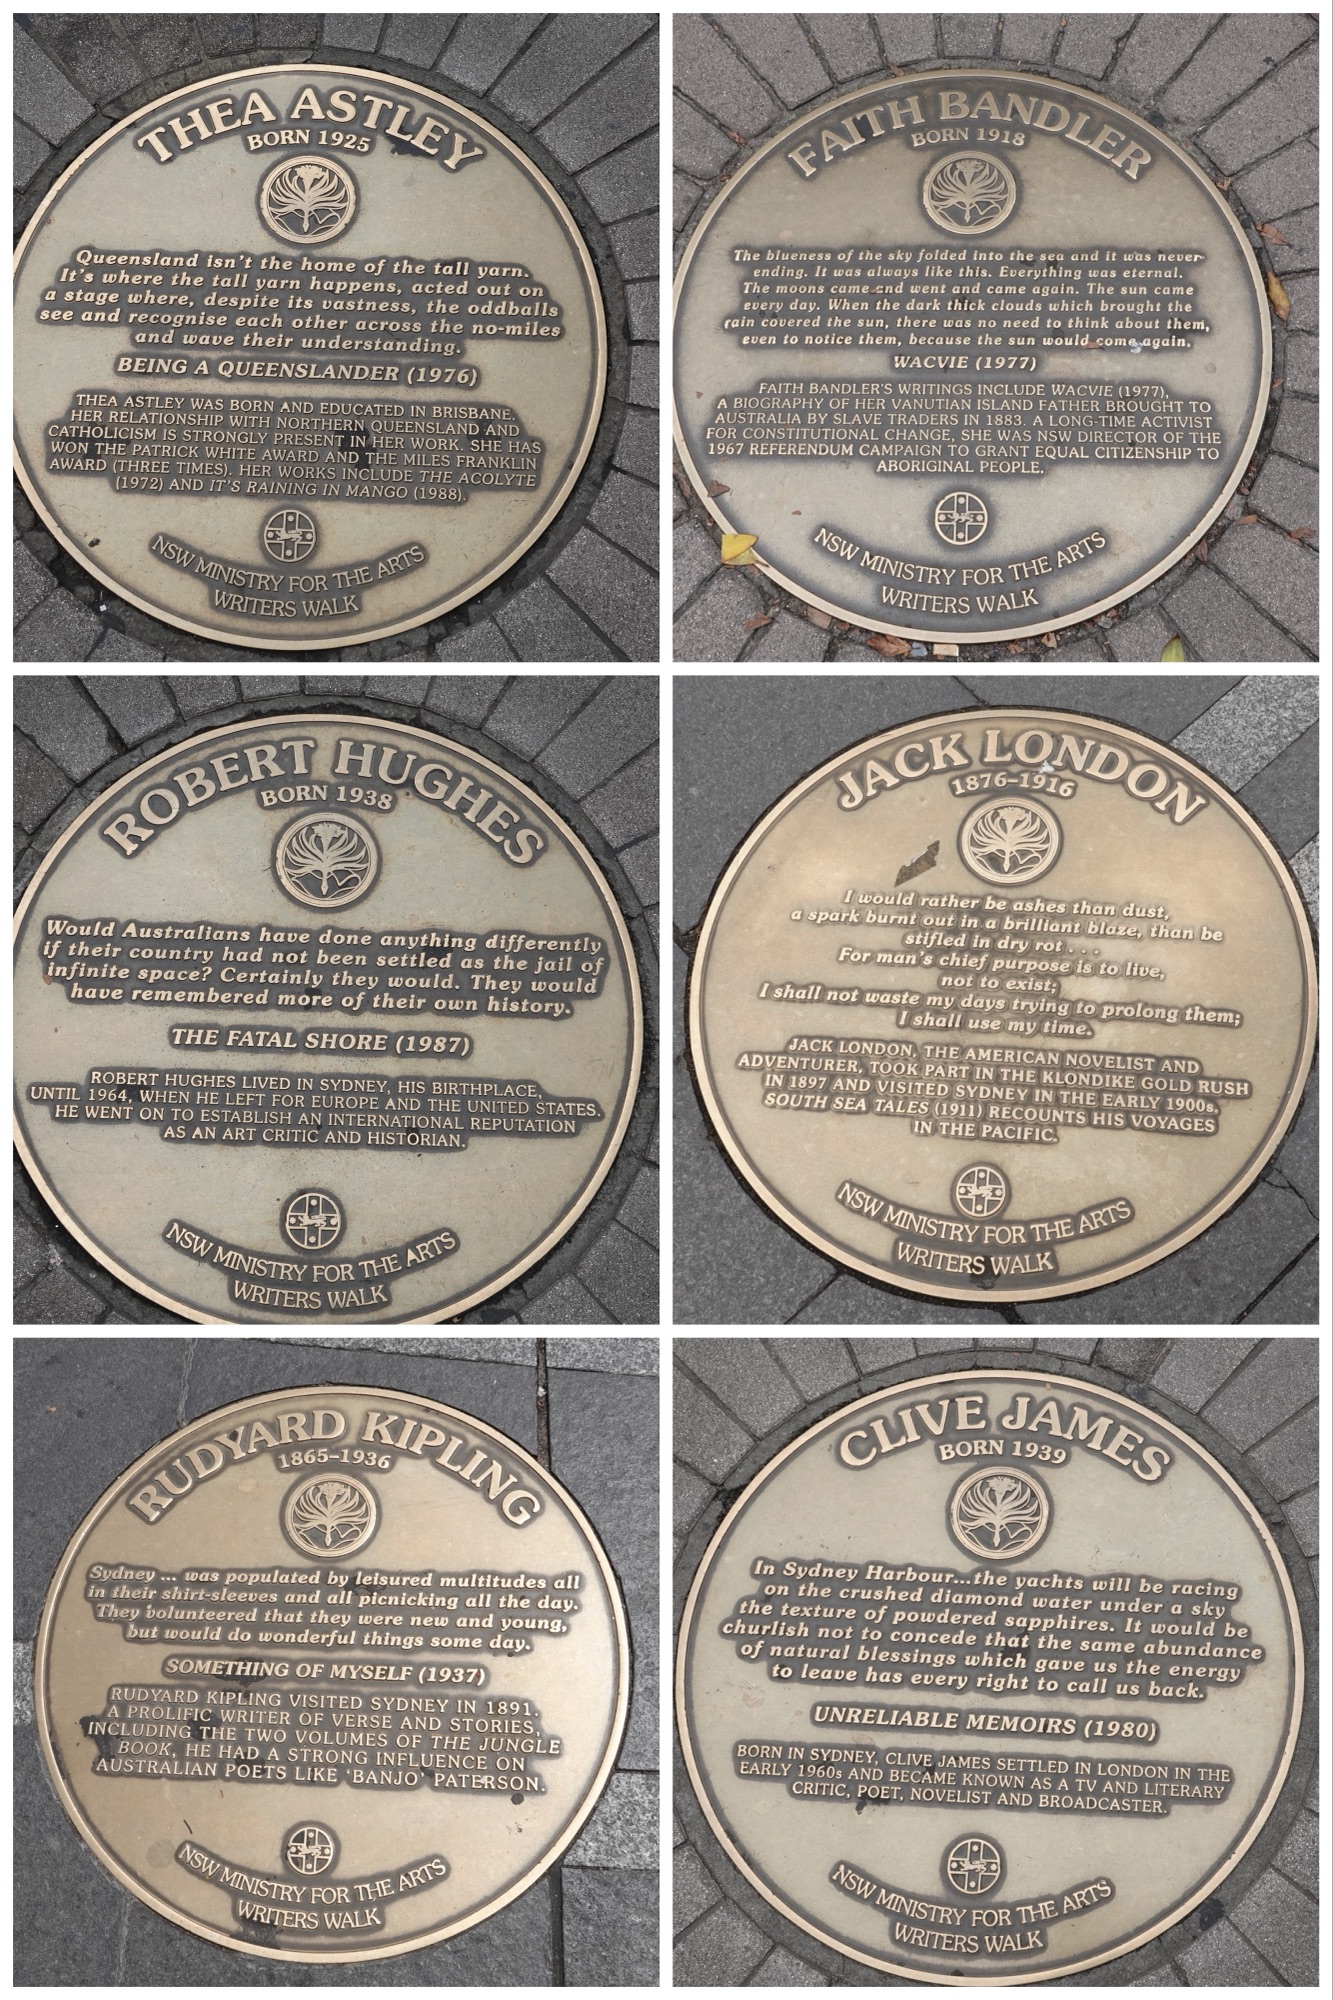 THEA ASTLEY
BORN 1925
Queensland isn't the home of the tall yarn.
It's where the tall yarn happens, acted out on
a stage where, despite its vastness, the oddballs
see and recognise each other across the no-miles
and wave their understanding.
BEING A QUEENSLANDER (1976)
THEA ASTLEY WAS BORN AND EDUCATED IN BRISBANE.
HER RELATIONSHIP WITH NORTHERN QUEENSLAND AND
CATHOLICISM IS STRONGLY PRESENT IN HER WORK. SHE HAS
WON THE PATRICK WHITE AWARD AND THE MILES FRANKLIN
AWARD (THREE TIMES). HER WORKS INCLUDE THE ACOLYTE
(1972) AND IT'S RAINING IN MANGO (1988).
NSW MINISTRY FOR THE ARTS
WRITERS WALK
FAITH BANDLER
BORN 1918
The blueness of the sky folded into the sea and it was never-
ending. It was always like this. Everything was eternal.
The moons came and went and came again. The sun came
every day. When the dark thick clouds which brought the
rain covered the sun, there was no need to think about them,
even to notice them, because the sun would come again.
WACVIE (1977)
FAITH BANDLER'S WRITINGS INCLUDE WACVIE (1977),
A BIOGRAPHY OF HER VANUTIAN ISLAND FATHER BROUGHT TO
AUSTRALIA BY SLAVE TRADERS IN 1883. A LONG-TIME ACTIVIST
FOR CONSTITUTIONAL CHANGE, SHE WAS NSW DIRECTOR OF THE
1967 REFERENDUM CAMPAIGN TO GRANT EQUAL CITIZENSHIP TO
ABORIGINAL PEOPLE.
NSW MINISTRY FOR THE ARTS
WRITERS WALK
ROBERT HUGHES
BORN 1938
Would Australians have done anything differently
if their country had not been settled as the jail of
infinite space? Certainly they would. They would
have remembered more of their own history.
THE FATAL SHORE (1987)
ROBERT HUGHES LIVED IN SYDNEY, HIS BIRTHPLACE,
UNTIL 1964, WHEN HE LEFT FOR EUROPE AND THE UNITED STATES.
HE WENT ON TO ESTABLISH AN INTERNATIONAL REPUTATION
AS AN ART CRITIC AND HISTORIAN.
NSW MINISTRY FOR THE ARTS
WRITERS WALK
JACK LONDON
1876–1916
I would rather be ashes than dust,
a spark burnt out in a brilliant blaze, than be
stifled in dry rot . . .
For man's chief purpose is to live,
not to exist;
I shall not waste my days trying to prolong them;
I shall use my time.
JACK LONDON, THE AMERICAN NOVELIST AND
ADVENTURER, TOOK PART IN THE KLONDIKE GOLD RUSH
IN 1897 AND VISITED SYDNEY IN THE EARLY 1900s.
SOUTH SEA TALES (1911) RECOUNTS HIS VOYAGES
IN THE PACIFIC.
NSW MINISTRY FOR THE ARTS
WRITERS WALK
RUDYARD KIPLING
1865–1936
Sydney ... was populated by leisured multitudes all
in their shirt-sleeves and all picnicking all the day.
They volunteered that they were new and young,
but would do wonderful things some day.
SOMETHING OF MYSELF (1937)
RUDYARD KIPLING VISITED SYDNEY IN 1891.
A PROLIFIC WRITER OF VERSE AND STORIES,
INCLUDING THE TWO VOLUMES OF THE JUNGLE
BOOK, HE HAD A STRONG INFLUENCE ON
AUSTRALIAN POETS LIKE 'BANJO' PATERSON.
NSW MINISTRY FOR THE ARTS
WRITERS WALK
CLIVE JAMES
BORN 1939
In Sydney Harbour...the yachts will be racing
on the crushed diamond water under a sky
the texture of powdered sapphires. It would be
churlish not to concede that the same abundance
of natural blessings which gave us the energy
to leave has every right to call us back.
UNRELIABLE MEMOIRS (1980)
BORN IN SYDNEY, CLIVE JAMES SETTLED IN LONDON IN THE
EARLY 1960s AND BECAME KNOWN AS A TV AND LITERARY
CRITIC, POET, NOVELIST AND BROADCASTER.
NSW MINISTRY FOR THE ARTS
WRITERS WALK